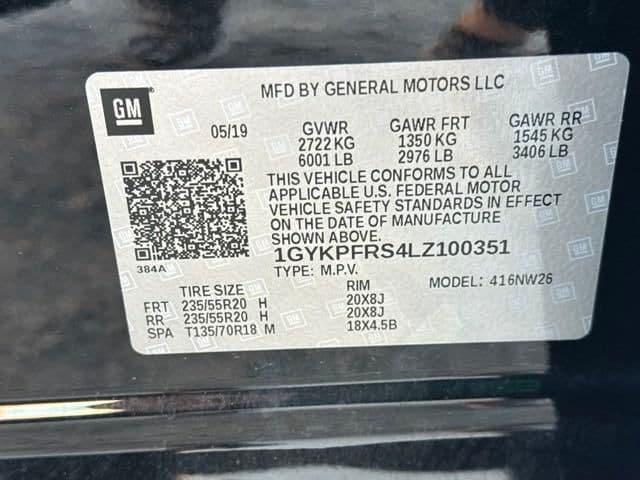 MFD BY GENERAL MOTORS LLC
GM
05/19 GVWR GAWR FRT GAWR RR
2722 KG 1350 KG 1545 KG
6001 LB 2976 LB 3406 LB
THIS VEHICLE CONFORMS TO ALL
APPLICABLE U.S. FEDERAL MOTOR
VEHICLE SAFETY STANDARDS IN EFFECT
ON THE DATE OF MANUFACTURE
SHOWN ABOVE
384A
1GYKPFRS4LZ100351
TYPE: M.P.V. MODEL: 416NW26
TIRE SIZE RIM
FRT 235/55R20 H 20X8J
RR 235/55R20 H 20X8J
SPA T135/70R18 M 18X4.5B